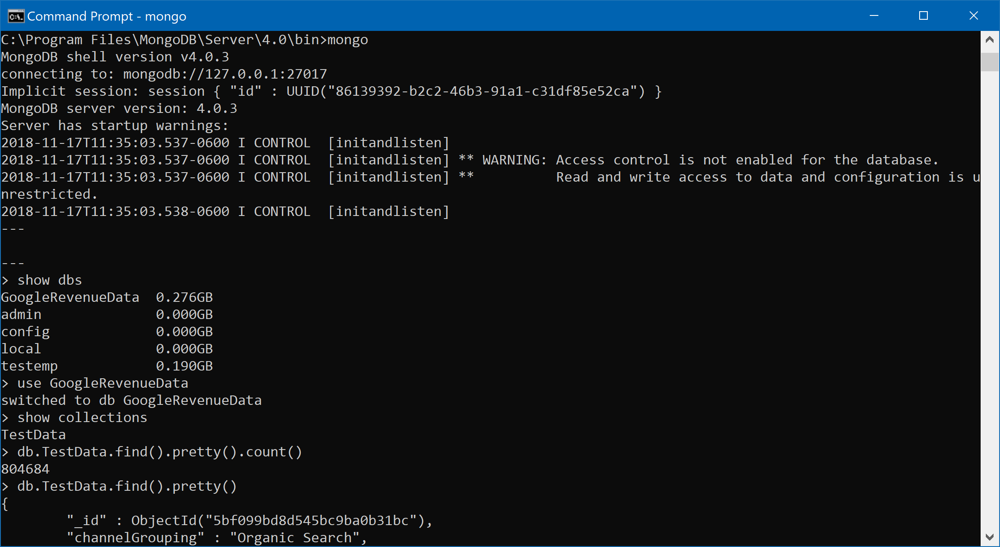 Command Prompt - mongo
C:\Program Files\MongoDB\Server\4.0\bin>mongo
MongoDB shell version v4.0.3
connecting to: mongodb://127.0.0.1:27017
Implicit session: session { "id" : UUID("86139392-b2c2-46b3-91a1-c31df85e52ca") }
MongoDB server version: 4.0.3
Server has startup warnings:
2018-11-17T11:35:03.537-0600 I CONTROL  [initandlisten]
2018-11-17T11:35:03.537-0600 I CONTROL  [initandlisten] ** WARNING: Access control is not enabled for the database.
2018-11-17T11:35:03.537-0600 I CONTROL  [initandlisten] **          Read and write access to data and configuration is u
nrestricted.
2018-11-17T11:35:03.538-0600 I CONTROL  [initandlisten]
---
---
> show dbs
GoogleRevenueData  0.276GB
admin              0.000GB
config             0.000GB
local              0.000GB
testemp            0.190GB
> use GoogleRevenueData
switched to db GoogleRevenueData
> show collections
TestData
> db.TestData.find().pretty().count()
804684
> db.TestData.find().pretty()
{
        "_id" : ObjectId("5bf099bd8d545bc9ba0b31bc"),
        "channelGrouping" : "Organic Search",